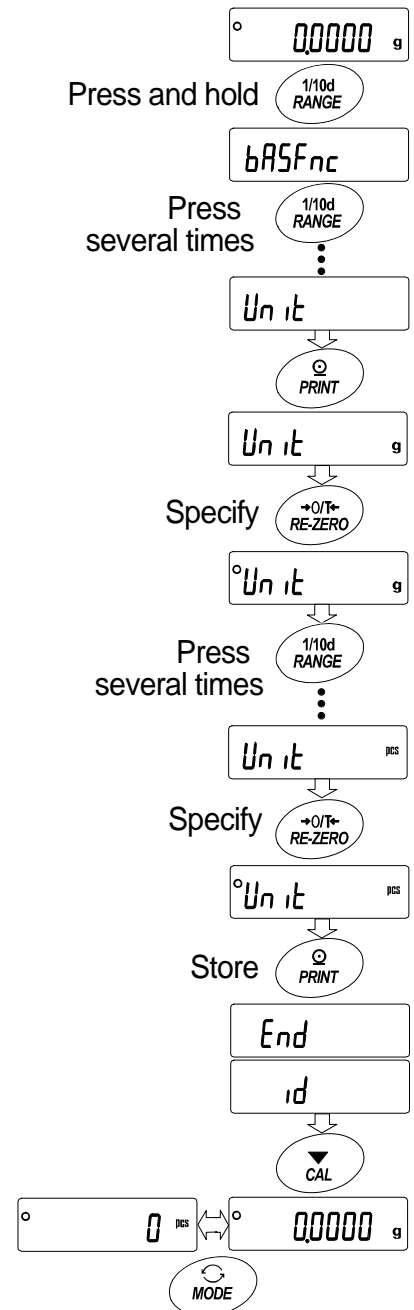 0.0000 g
Press and hold
1/10d
RANGE
bASFnc
Press
several times
1/10d
RANGE
Unit
PRINT
Unit g
Specify
→0/T←
RE-ZERO
Unit g
Press
several times
1/10d
RANGE
Unit pcs
Specify
→0/T←
RE-ZERO
Unit pcs
Store
PRINT
End
id
CAL
0 pcs
0.0000 g
MODE